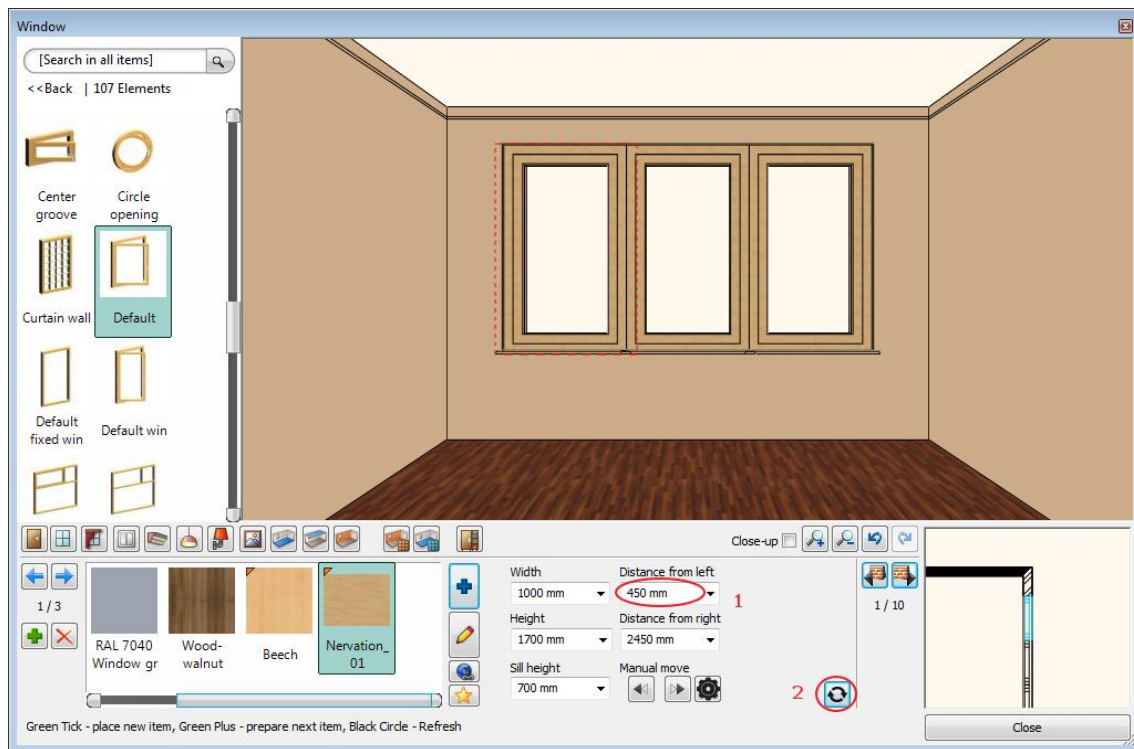 Window
[Search in all items]
<<Back | 107 Elements
Center groove
Circle opening
Curtain wall
Default
Default fixed win
Default win
Close-up
1 / 3
RAL 7040 Window gr
Wood-walnut
Beech
Nervation_01
Width
1000 mm
Distance from left
450 mm
1
Height
1700 mm
Distance from right
2450 mm
Sill height
700 mm
Manual move
2
1 / 10
Green Tick - place new item, Green Plus - prepare next item, Black Circle - Refresh
Close